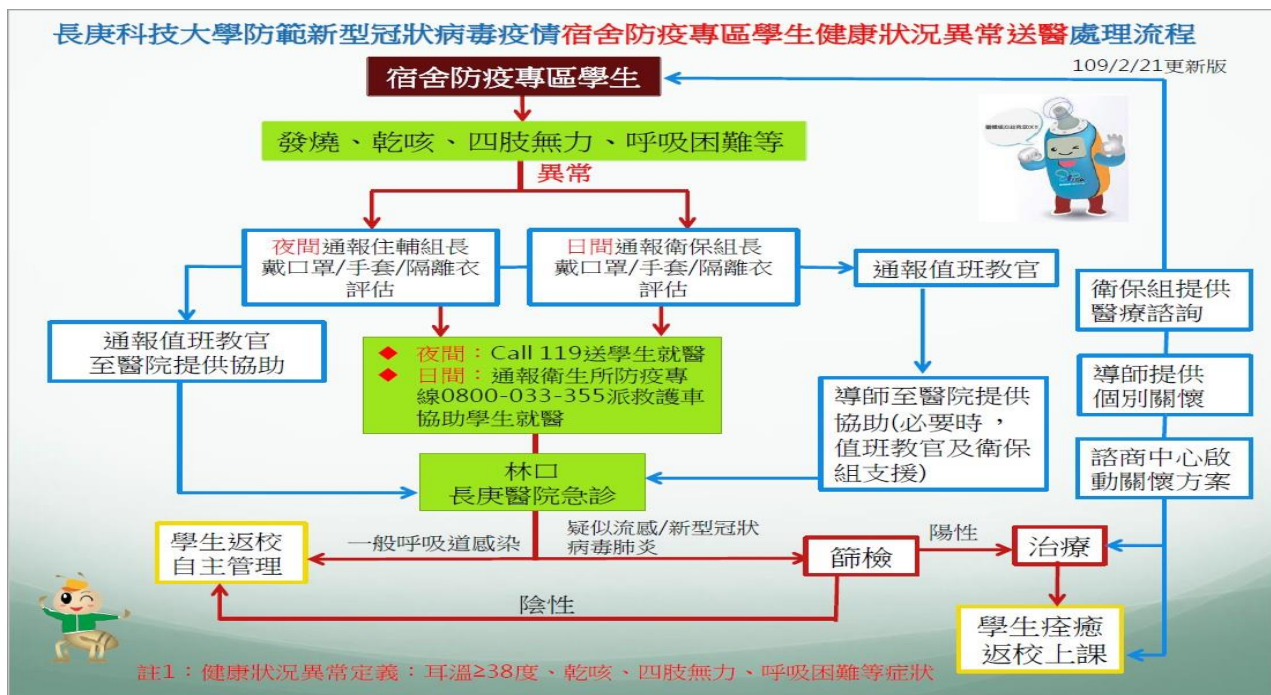 長庚科技大學防範新型冠狀病毒疫情宿舍防疫專區學生健康狀況異常送醫處理流程
109/2/21更新版
宿舍防疫專區學生
發燒、乾咳、四肢無力、呼吸困難等
異常
夜間通報住輔組長
戴口罩/手套/隔離衣
評估
日間通報衛保組長
戴口罩/手套/隔離衣
評估
通報值班教官
通報值班教官
至醫院提供協助
◆ 夜間：Call 119送學生就醫
◆ 日間：通報衛生所防疫專
線0800-033-355派救護車
協助學生就醫
導師至醫院提供
協助(必要時，
值班教官及衛保
組支援)
衛保組提供
醫療諮詢
導師提供
個別關懷
諮商中心啟
動關懷方案
林口
長庚醫院急診
學生返校
自主管理
一般呼吸道感染
疑似流感/新型冠狀
病毒肺炎
篩檢
陽性
治療
陰性
學生痊癒
返校上課
註1：健康狀況異常定義：耳溫≥38度、乾咳、四肢無力、呼吸困難等症狀